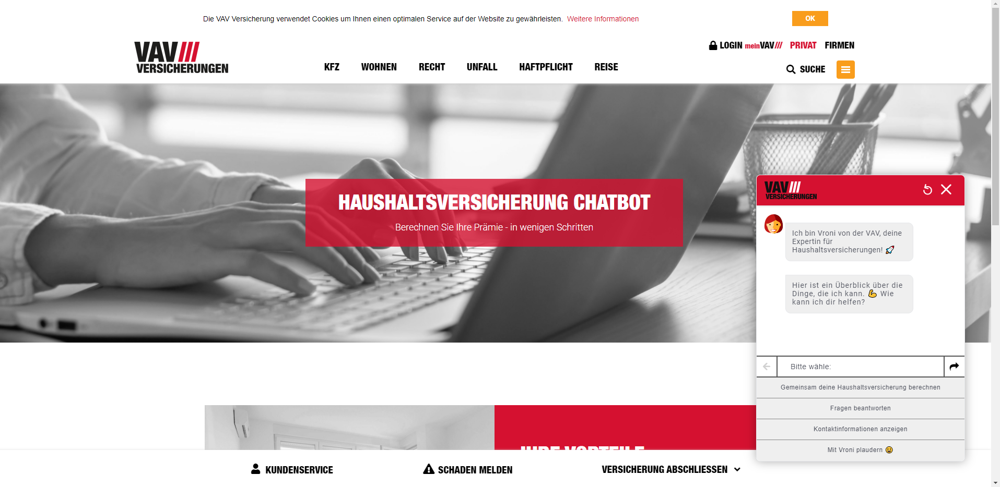 Die VAV Versicherung verwendet Cookies um Ihnen einen optimalen Service auf der Website zu gewährleisten. Weitere Informationen
OK
VAV///
VERSICHERUNGEN
LOGIN meinVAV/// PRIVAT FIRMEN
KFZ WOHNEN RECHT UNFALL HAFTPFLICHT REISE
SUCHE
HAUSHALTSVERSICHERUNG CHATBOT
Berechnen Sie Ihre Prämie - in wenigen Schritten
VAV///
VERSICHERUNGEN
Ich bin Vroni von der VAV, deine
Expertin für
Haushaltsversicherungen! 🚀
Hier ist ein Überblick über die
Dinge, die ich kann. 💪 Wie
kann ich dir helfen?
Bitte wähle:
Gemeinsam deine Haushaltsversicherung berechnen
Fragen beantworten
Kontaktinformationen anzeigen
Mit Vroni plaudern 😀
IHRE VORTEILE
KUNDENSERVICE
SCHADEN MELDEN
VERSICHERUNG ABSCHLIESSEN